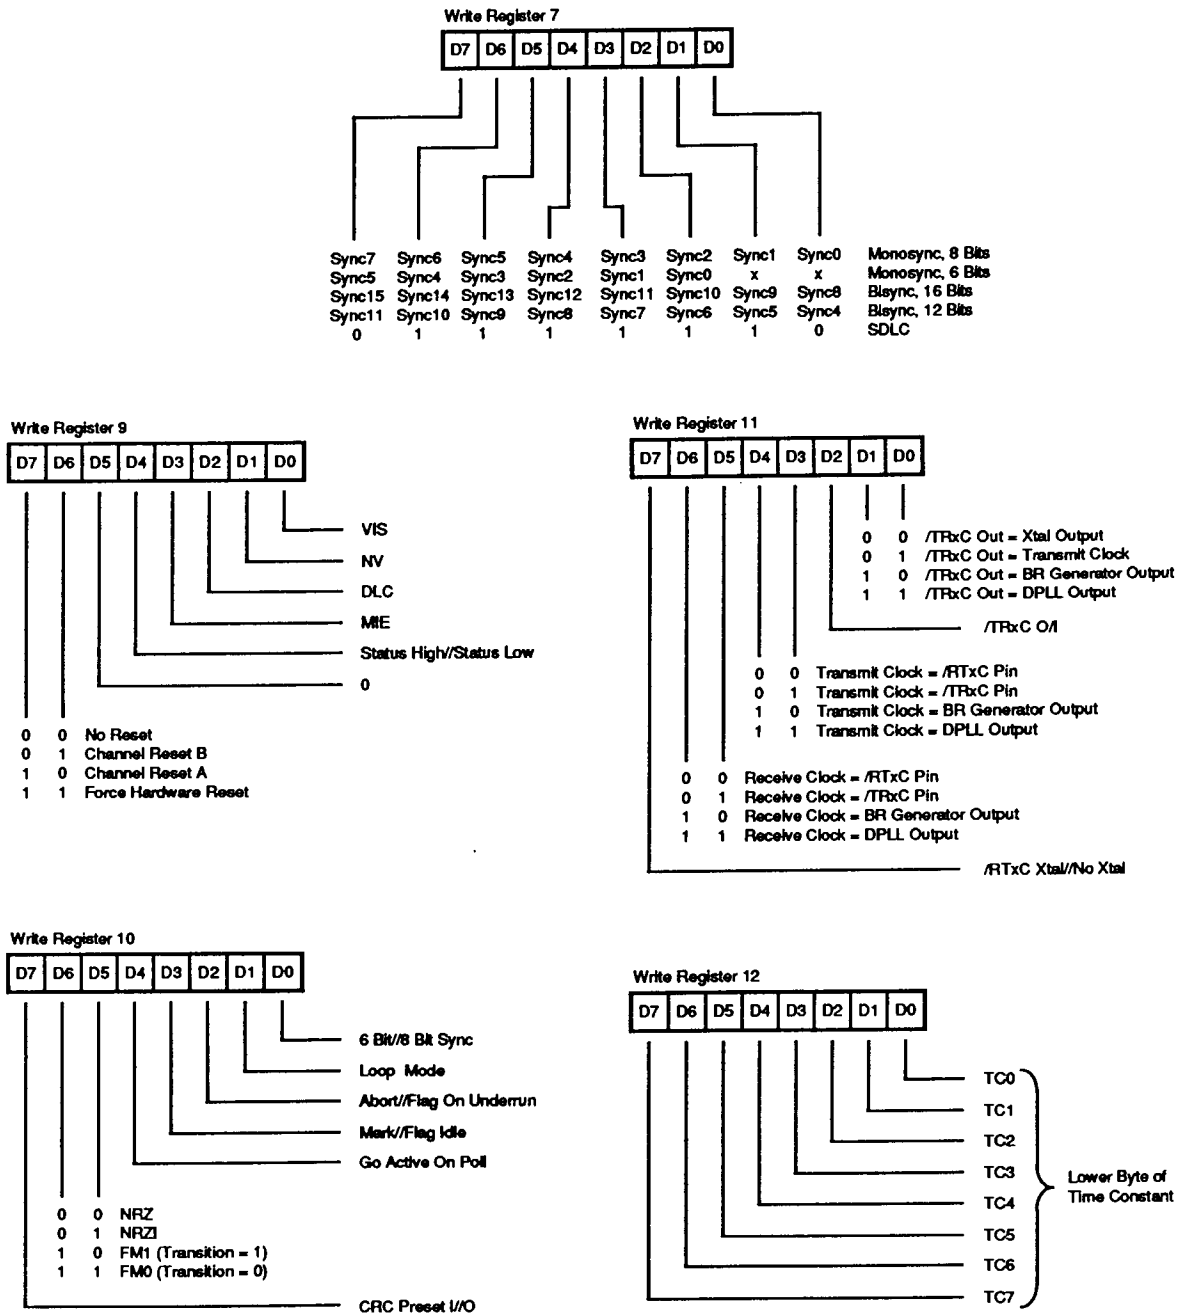 Write Register 7
D7 D6 D5 D4 D3 D2 D1 D0
Sync7 Sync6 Sync5 Sync4 Sync3 Sync2 Sync1 Sync0 Monosync, 8 Bits
Sync5 Sync4 Sync3 Sync2 Sync1 Sync0 x x Monosync, 6 Bits
Sync15 Sync14 Sync13 Sync12 Sync11 Sync10 Sync9 Sync8 Bisync, 16 Bits
Sync11 Sync10 Sync9 Sync8 Sync7 Sync6 Sync5 Sync4 Bisync, 12 Bits
0 1 1 1 1 1 1 0 SDLC
Write Register 9
D7 D6 D5 D4 D3 D2 D1 D0
VIS
NV
DLC
MIE
Status High//Status Low
0
0 0 No Reset
0 1 Channel Reset B
1 0 Channel Reset A
1 1 Force Hardware Reset
Write Register 11
D7 D6 D5 D4 D3 D2 D1 D0
0 0 /TRxC Out = Xtal Output
0 1 /TRxC Out = Transmit Clock
1 0 /TRxC Out = BR Generator Output
1 1 /TRxC Out = DPLL Output
/TRxC O/I
0 0 Transmit Clock = /RTxC Pin
0 1 Transmit Clock = /TRxC Pin
1 0 Transmit Clock = BR Generator Output
1 1 Transmit Clock = DPLL Output
0 0 Receive Clock = /RTxC Pin
0 1 Receive Clock = /TRxC Pin
1 0 Receive Clock = BR Generator Output
1 1 Receive Clock = DPLL Output
/RTxC Xtal//No Xtal
Write Register 10
D7 D6 D5 D4 D3 D2 D1 D0
6 Bit//8 Bit Sync
Loop Mode
Abort//Flag On Underrun
Mark//Flag Idle
Go Active On Poll
0 0 NRZ
0 1 NRZI
1 0 FM1 (Transition = 1)
1 1 FM0 (Transition = 0)
CRC Preset I//O
Write Register 12
D7 D6 D5 D4 D3 D2 D1 D0
TC0
TC1
TC2
TC3
TC4
TC5
TC6
TC7
Lower Byte of
Time Constant